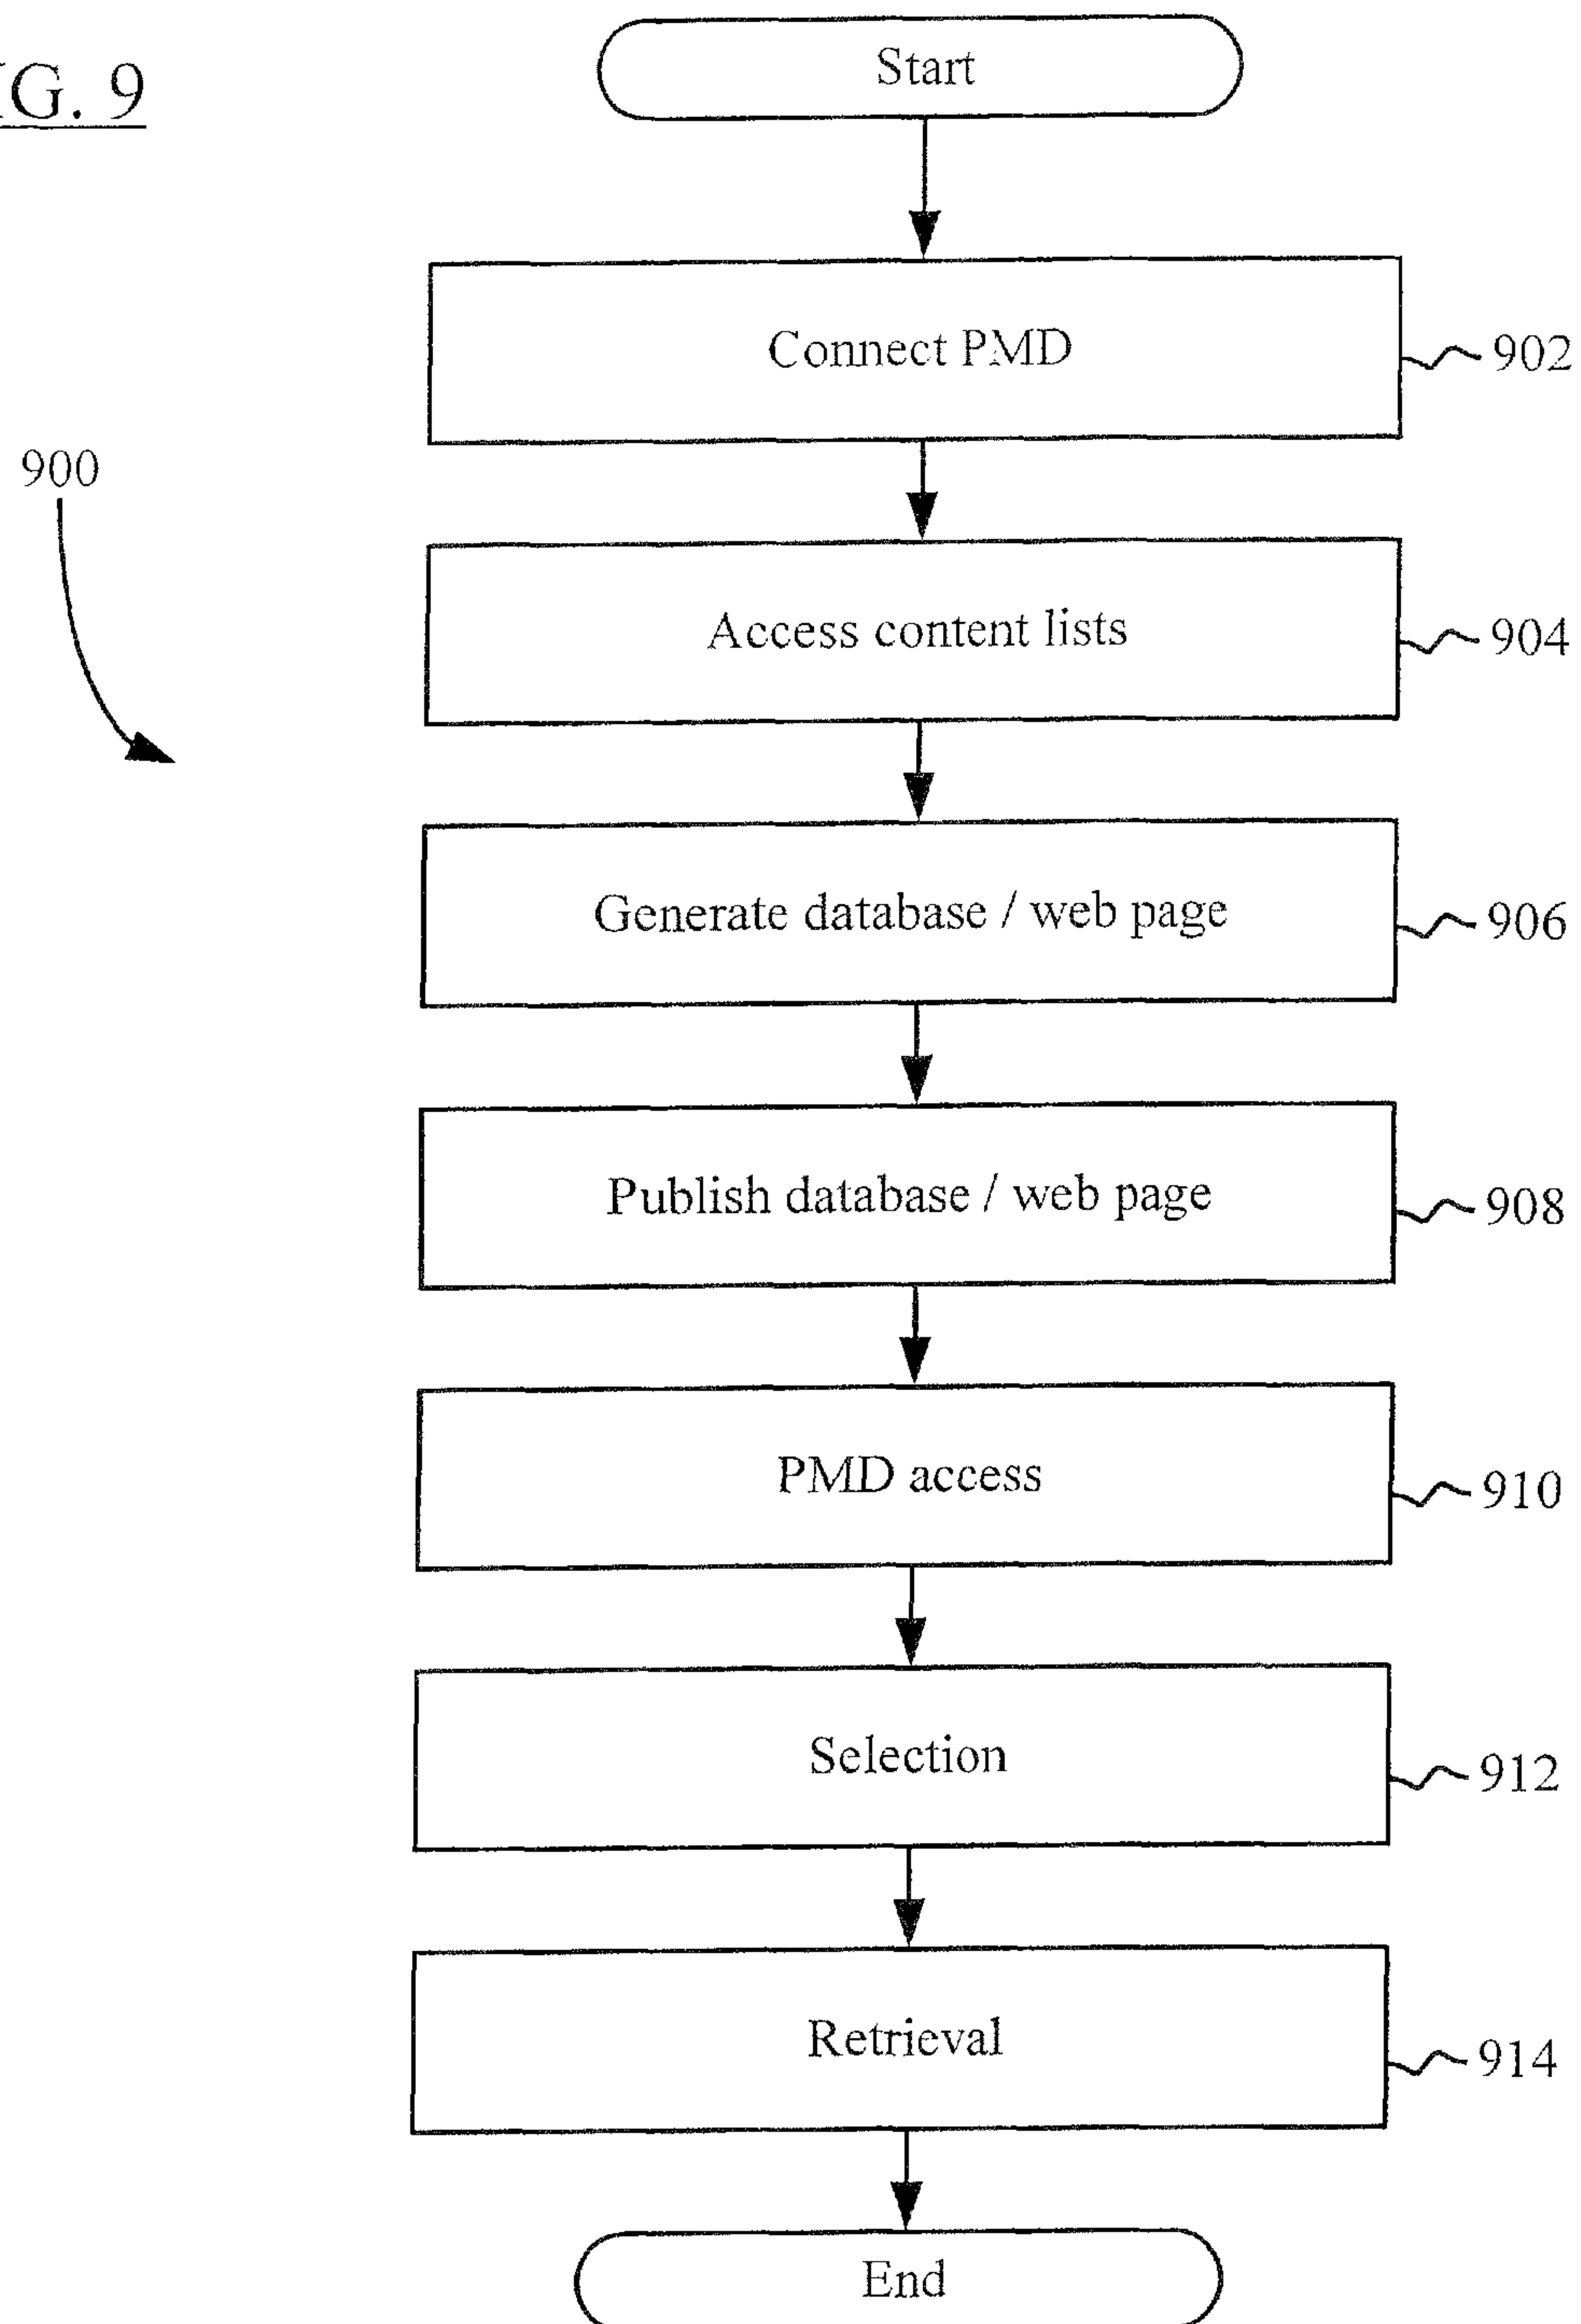 G. 9
Start
Connect PMD
902
900
Access content lists
904
Generate database / web page
906
Publish database / web page
908
PMD access
910
Selection
912
Retrieval
914
End